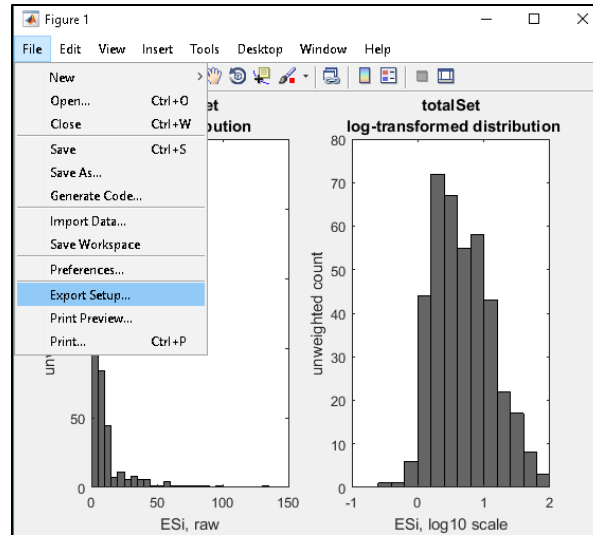 Figure 1
File Edit View Insert Tools Desktop Window Help
New
Open... Ctrl+O
Close Ctrl+W
Save Ctrl+S
Save As...
Generate Code...
Import Data...
Save Workspace
Preferences...
Export Setup...
Print Preview...
Print... Ctrl+P
50
0
0 50 100 150
ESi, raw
totalSet
log-transformed distribution
unweighted count
80
70
60
50
40
30
20
10
0
-1 0 1 2
ESi, log10 scale